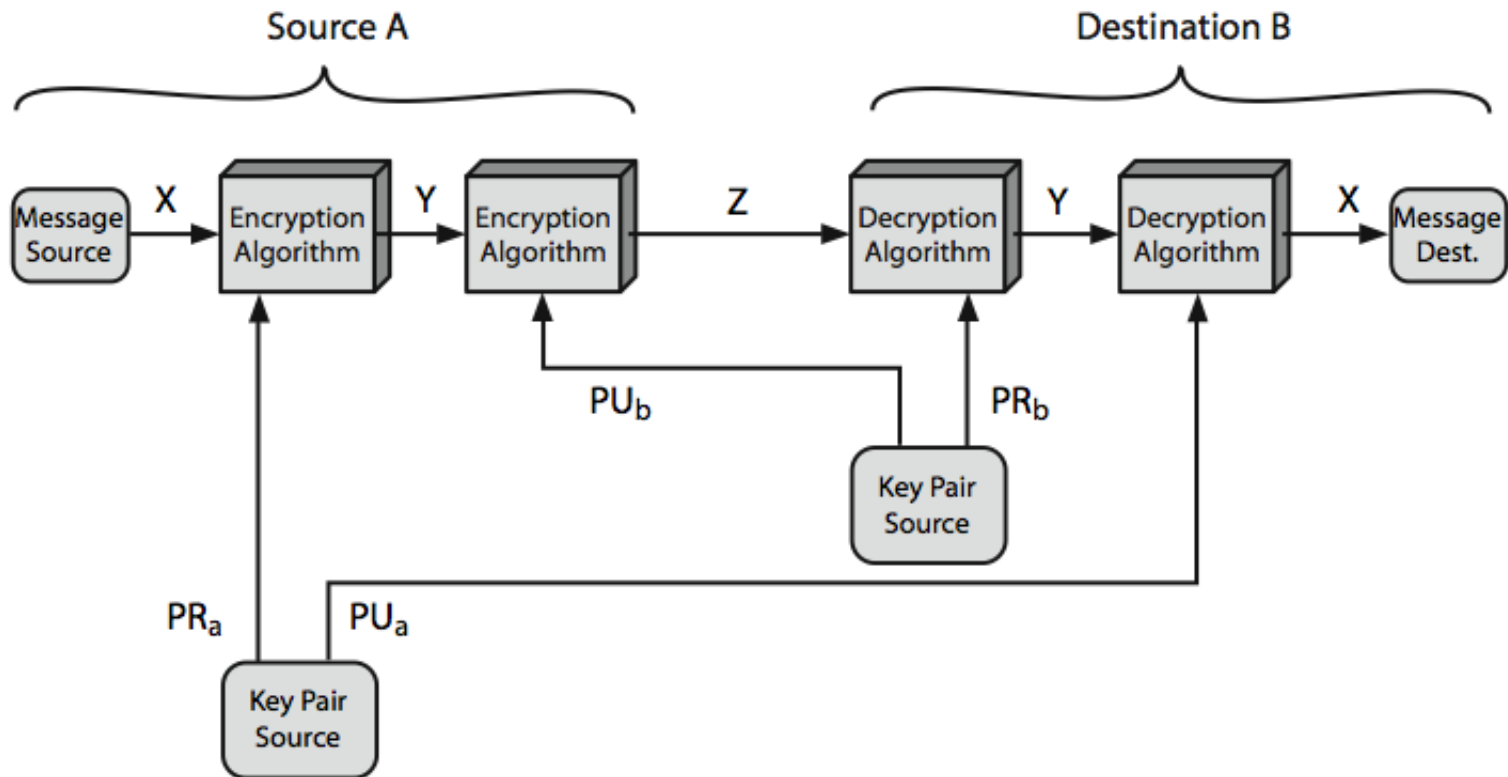 Source A
Destination B
Message
Source
X
Encryption
Algorithm
Y
Encryption
Algorithm
Z
Decryption
Algorithm
Y
Decryption
Algorithm
X
Message
Dest.
PUb
PRb
Key Pair
Source
PRa
PUa
Key Pair
Source